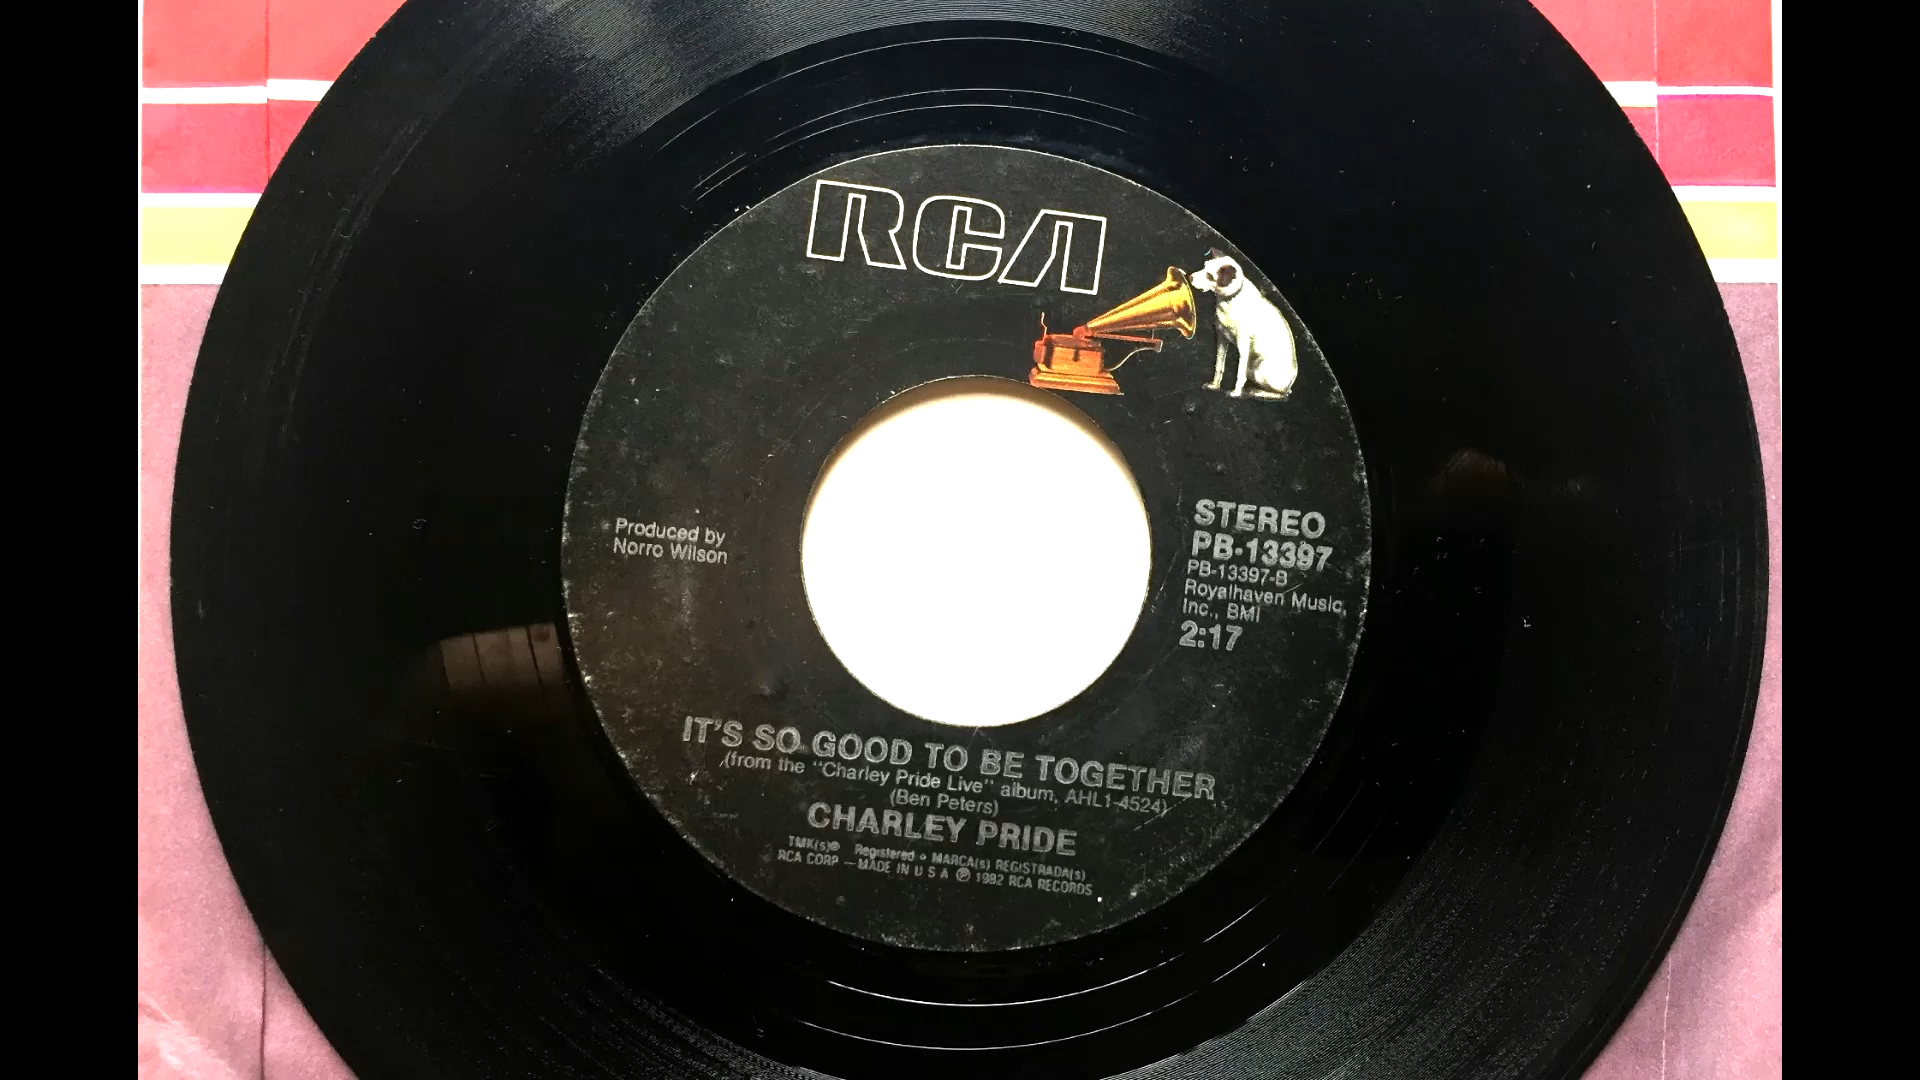 RCA
Produced by
Norro Wilson
STEREO
PB-13397
PB-13397-B
Royalhaven Music,
Inc., BMI
2:17
IT'S SO GOOD TO BE TOGETHER
(from the "Charley Pride Live" album, AHL1-4524)
(Ben Peters)
CHARLEY PRIDE
TMK(s)® Registered • MARCA(s) REGISTRADA(s)
RCA CORP — MADE IN U S A ℗ 1982 RCA RECORDS